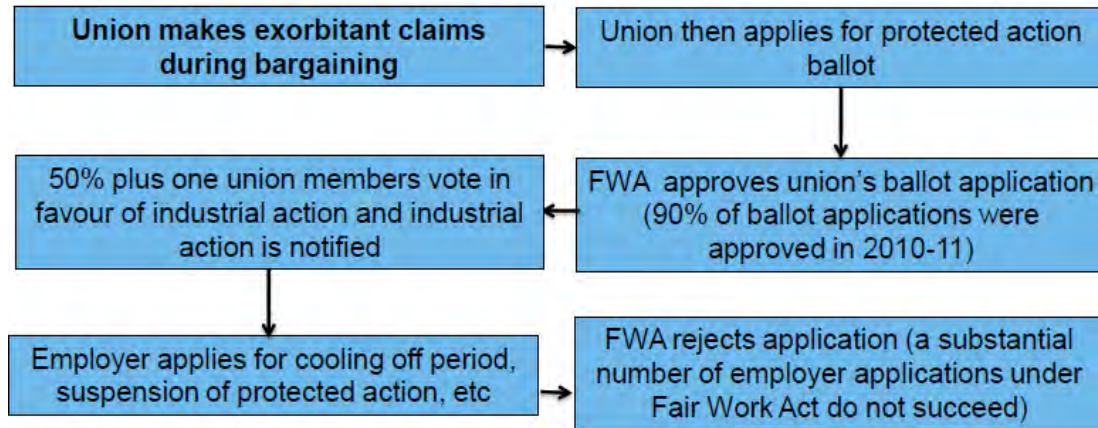 Union makes exorbitant claims
during bargaining
Union then applies for protected action
ballot
FWA approves union's ballot application
(90% of ballot applications were
approved in 2010-11)
50% plus one union members vote in
favour of industrial action and industrial
action is notified
Employer applies for cooling off period,
suspension of protected action, etc
FWA rejects application (a substantial
number of employer applications under
Fair Work Act do not succeed)